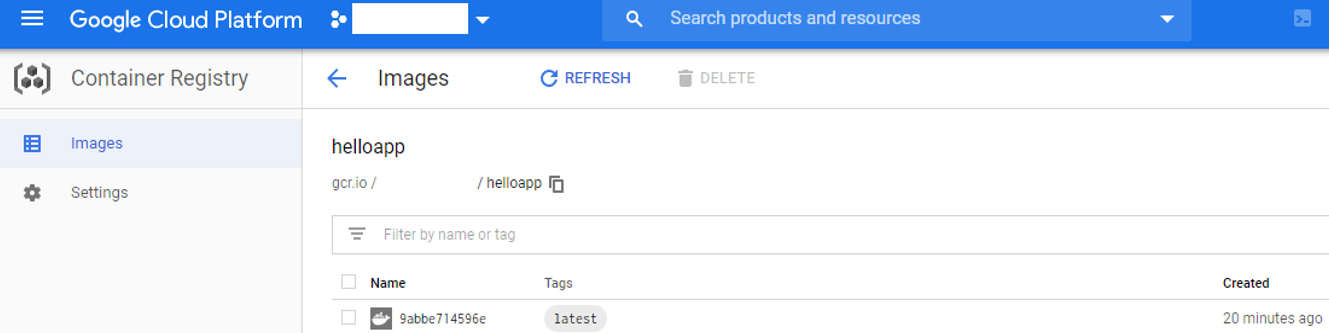 Google Cloud Platform Search products and resources
Container Registry Images REFRESH DELETE
Images
Settings
helloapp
gcr.io / / helloapp
Filter by name or tag
Name Tags Created
9abbe714596e latest 20 minutes ago